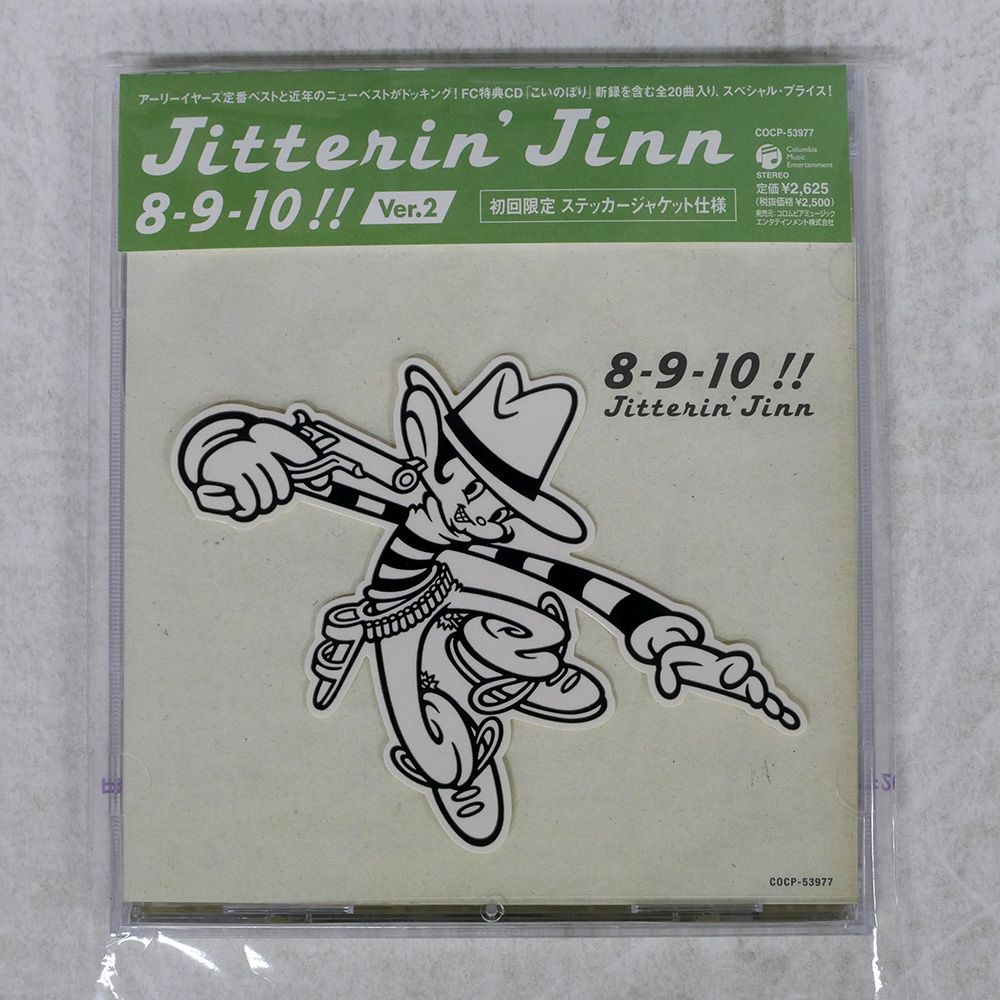 アーリーイヤーズ定番ベストと近年のニューベストがドッキング！FC特典CD「こいのぼり」新録を含む全20曲入り、スペシャル・プライス！
Jitterin' Jinn
8-9-10 !! Ver.2
初回限定 ステッカージャケット仕様
COCP-53977
Columbia
Music
Entertainment
STEREO
定価¥2,625
(税抜価格¥2,500)
発売元：コロムビアミュージック
エンタテインメント株式会社
8-9-10 !!
Jitterin' Jinn
COCP-53977